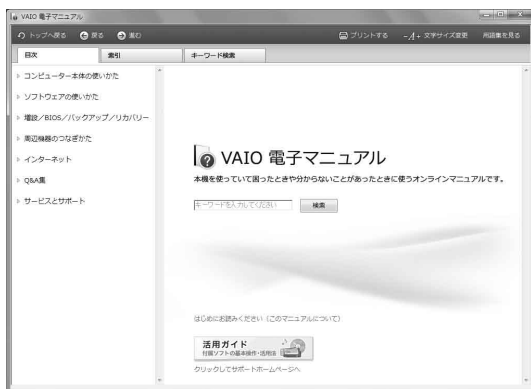 VAIO 電子マニュアル
トップへ戻る 戻る 進む プリントする -A+ 文字サイズ変更 用語集を見る
目次 索引 キーワード検索
コンピューター本体の使いかた
ソフトウェアの使いかた
増設/BIOS/バックアップ/リカバリー
周辺機器のつなぎかた
インターネット
Q&A集
サービスとサポート
VAIO 電子マニュアル
本機を使っていて困ったときや分からないことがあったときに使うオンラインマニュアルです。
キーワードを入力してください 検索
はじめにお読みください(このマニュアルについて)
活用ガイド
付属ソフトの基本操作・活用法
クリックしてサポートホームページへ